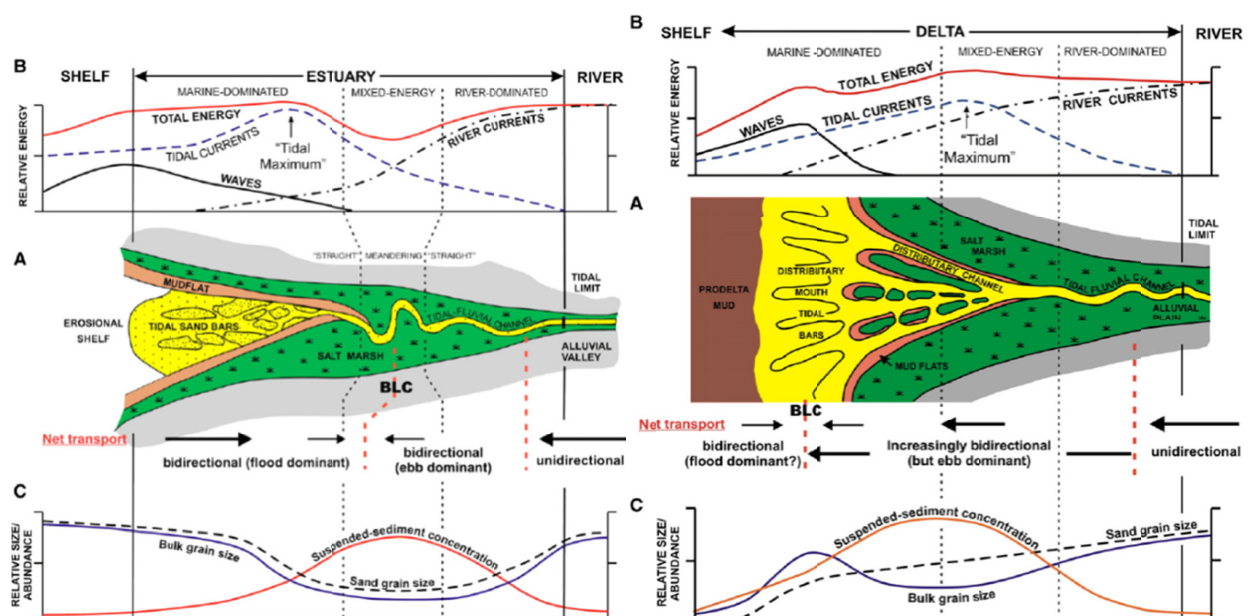 B
SHELF
ESTUARY
RIVER
MARINE-DOMINATED
MIXED-ENERGY
RIVER-DOMINATED
TOTAL ENERGY
TIDAL CURRENTS
RIVER CURRENTS
"Tidal
Maximum"
WAVES
RELATIVE ENERGY
A
"STRAIGHT"
MEANDERING
"STRAIGHT"
TIDAL
LIMIT
MUDFLAT
EROSIONAL
SHELF
TIDAL SAND BARS
TIDAL-FLUVIAL CHANNEL
SALT MARSH
ALLUVIAL
VALLEY
BLC
Net transport
bidirectional (flood dominant)
bidirectional
(ebb dominant)
unidirectional
C
RELATIVE SIZE/
ABUNDANCE
Bulk grain size
Suspended-sediment concentration
Sand grain size
B
SHELF
DELTA
RIVER
MARINE-DOMINATED
MIXED-ENERGY
RIVER-DOMINATED
TOTAL ENERGY
WAVES
TIDAL CURRENTS
RIVER CURRENTS
"Tidal
Maximum"
RELATIVE ENERGY
A
TIDAL
LIMIT
SALT
MARSH
DISTRIBUTARY CHANNEL
DISTRIBUTARY
MOUTH
TIDAL
BARS
PRODELTA
MUD
TIDAL FLUVIAL CHANNEL
ALLUVIAL
PLAIN
MUD FLATS
BLC
Net transport
bidirectional
(flood dominant?)
Increasingly bidirectional
(but ebb dominant)
unidirectional
C
RELATIVE SIZE/
ABUNDANCE
Suspended-sediment concentration
Sand grain size
Bulk grain size